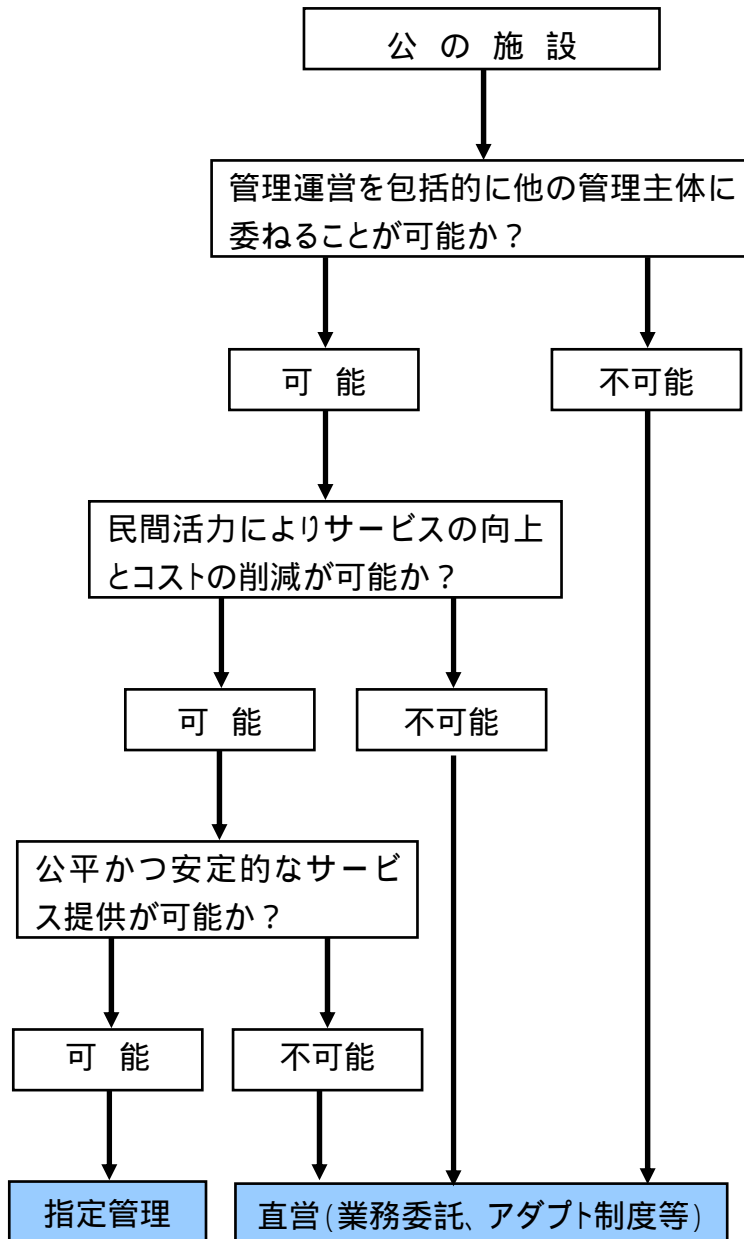 公の施設
管理運営を包括的に他の管理主体に
委ねることが可能か？
可能
不可能
民間活力によりサービスの向上
とコストの削減が可能か？
可能
不可能
公平かつ安定的なサービ
ス提供が可能か？
可能
不可能
指定管理
直営（業務委託、アダプト制度等）